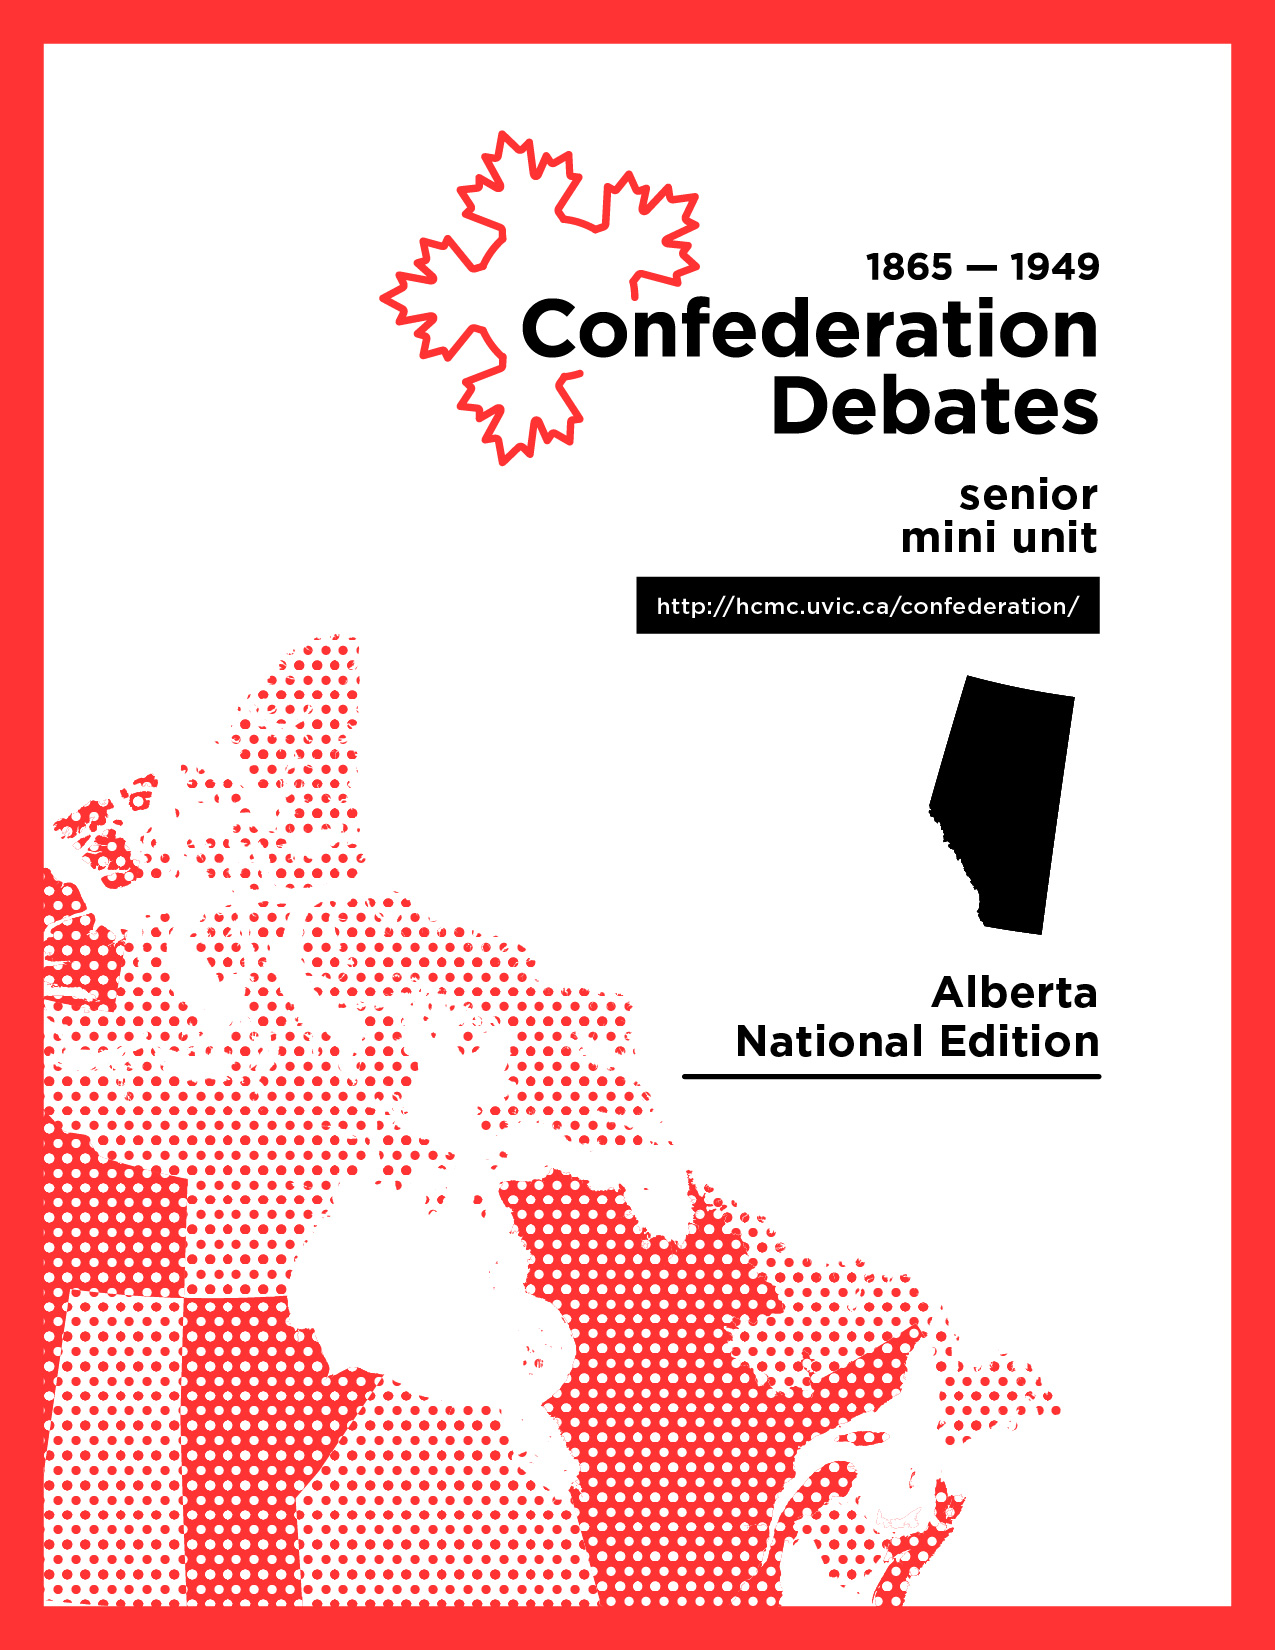 1865 — 1949
Confederation
Debates
senior
mini unit
http://hcmc.uvic.ca/confederation/
Alberta
National Edition